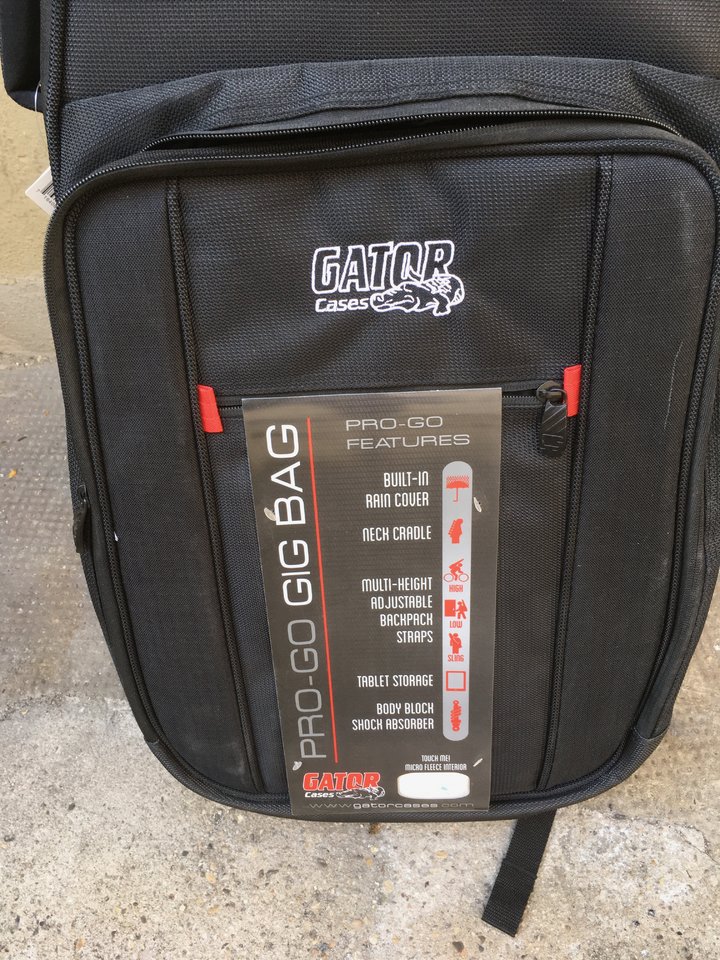 GATOR
Cases
PRO-GO GIG BAG
PRO-GO
FEATURES
BUILT-IN
RAIN COVER
NECK CRADLE
MULTI-HEIGHT
ADJUSTABLE
BACKPACK
STRAPS
HIGH
LOW
SLING
TABLET STORAGE
BODY BLOCK
SHOCK ABSORBER
TOUCH ME!
MICRO FLEECE INTERIOR
GATOR
Cases
www.gatorcases.com